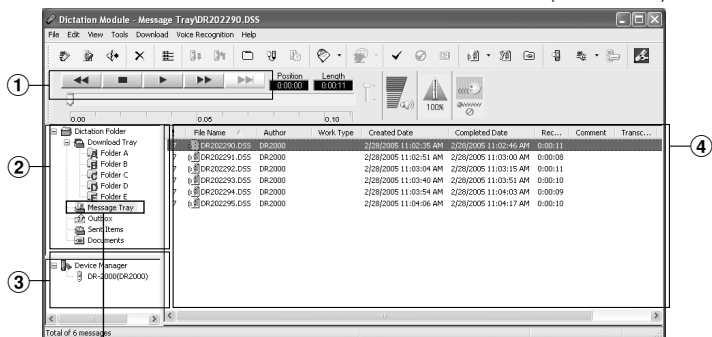 Dictation Module - Message Tray\DR202290.DSS
File Edit View Tools Download Voice Recognition Help
1
Position
0:00:00
Length
0:00:11
100%
0.00 0.05 0.10
2
Dictation Folder
Download Tray
Folder A
Folder B
Folder C
Folder D
Folder E
Message Tray
Outbox
Sent Items
Documents
3
Device Manager
DR-2000(DR2000)
4
! File Name / Author Work Type Created Date Completed Date Rec... Comment Transc...
7 DR202290.DSS DR2000 2/28/2005 11:02:35 AM 2/28/2005 11:02:46 AM 0:00:11
7 DR202291.DSS DR2000 2/28/2005 11:02:51 AM 2/28/2005 11:03:00 AM 0:00:08
7 DR202292.DSS DR2000 2/28/2005 11:03:04 AM 2/28/2005 11:03:15 AM 0:00:11
7 DR202293.DSS DR2000 2/28/2005 11:03:40 AM 2/28/2005 11:03:51 AM 0:00:10
7 DR202294.DSS DR2000 2/28/2005 11:03:54 AM 2/28/2005 11:04:03 AM 0:00:09
7 DR202295.DSS DR2000 2/28/2005 11:04:06 AM 2/28/2005 11:04:17 AM 0:00:10
Total of 6 messages